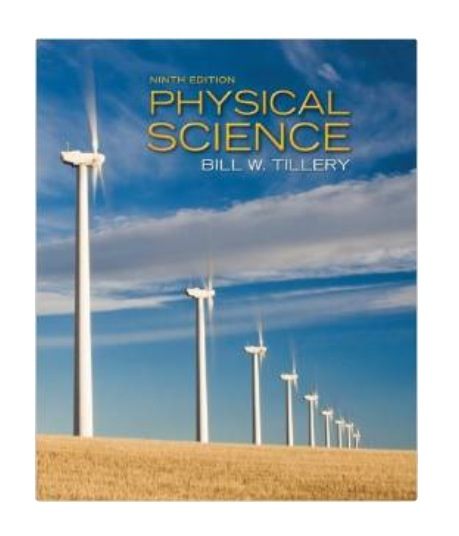 NINTH EDITION
PHYSICAL
SCIENCE
BILL W. TILLERY